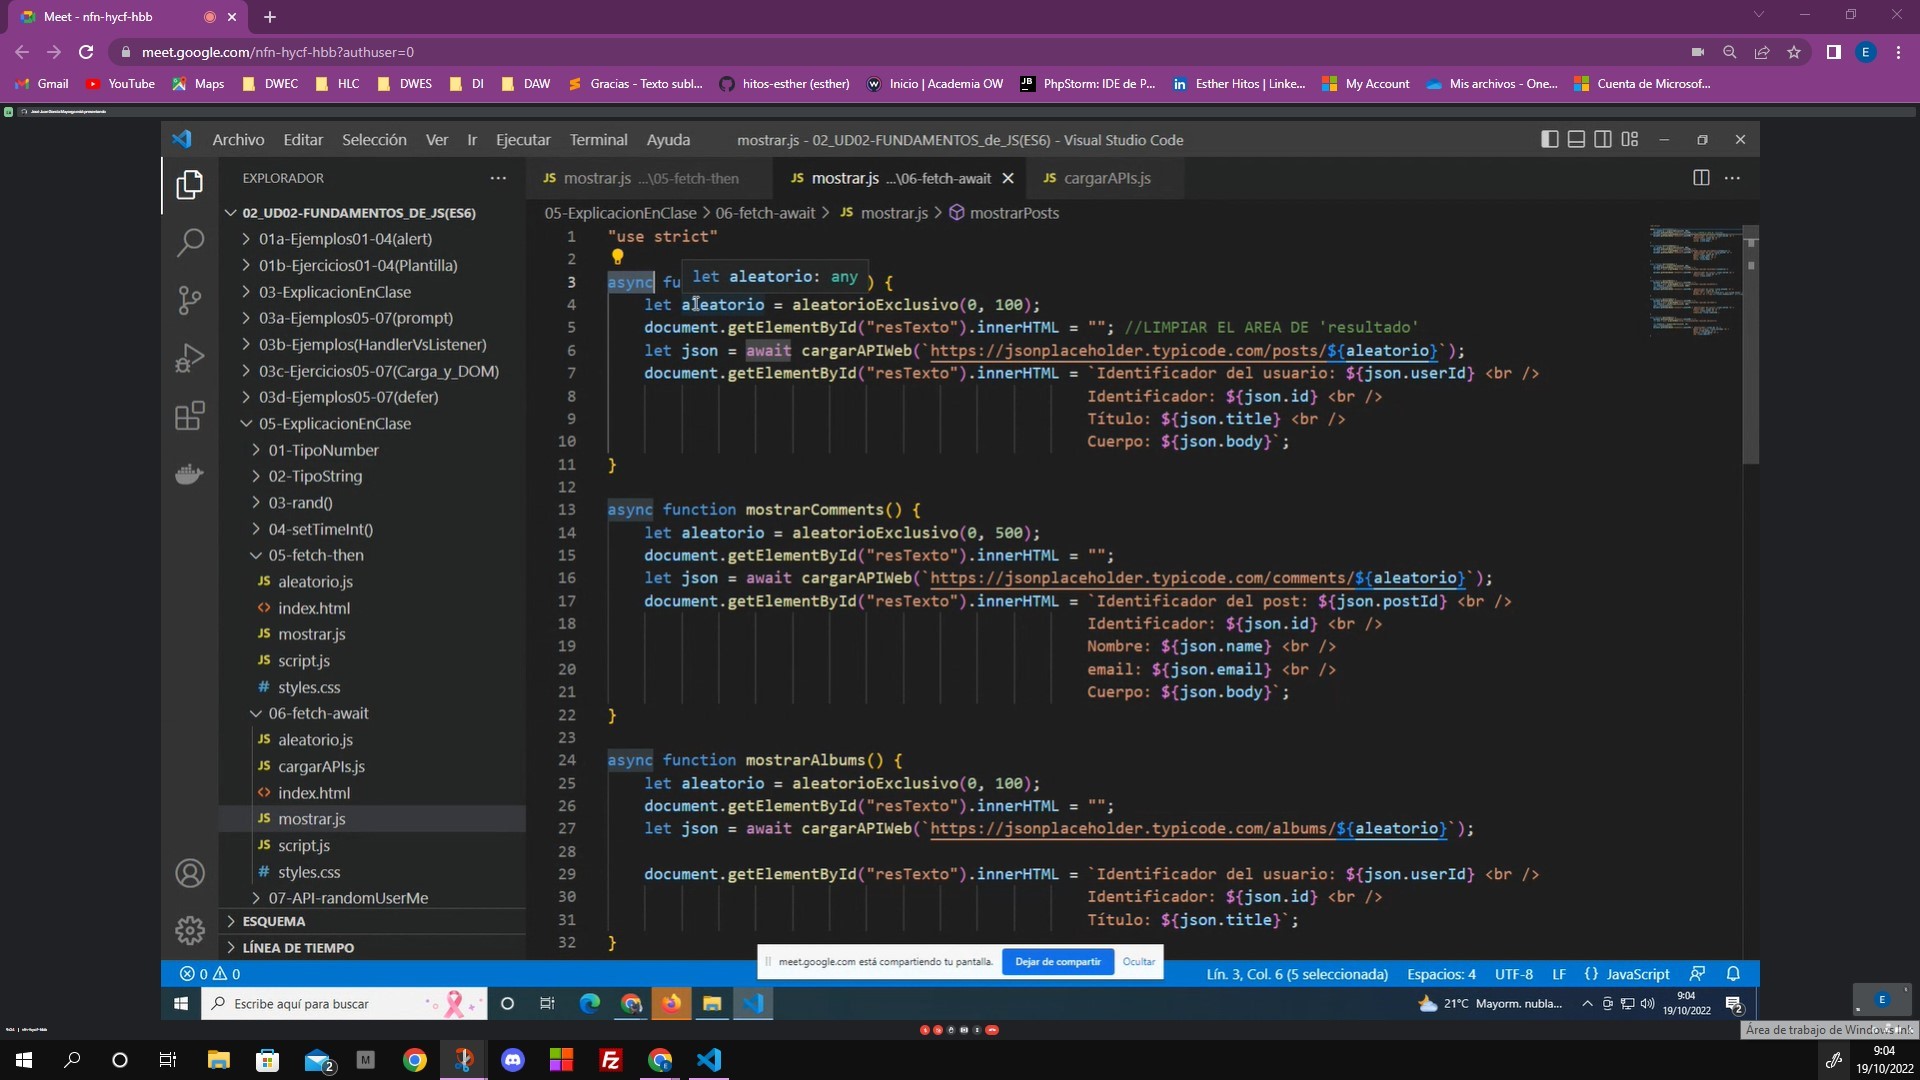 Meet - nfn-hycf-hbb
meet.google.com/nfn-hycf-hbb?authuser=0
E
Gmail YouTube Maps DWEC HLC DWES DI DAW Gracias - Texto subl... hitos-esther (esther) Inicio | Academia OW PhpStorm: IDE de P... Esther Hitos | Linke... My Account Mis archivos - One... Cuenta de Microsof...
Archivo Editar Selección Ver Ir Ejecutar Terminal Ayuda mostrar.js - 02_UD02-FUNDAMENTOS_de_JS(ES6) - Visual Studio Code
EXPLORADOR
02_UD02-FUNDAMENTOS_DE_JS(ES6)
01a-Ejemplos01-04(alert)
01b-Ejercicios01-04(Plantilla)
03-ExplicacionEnClase
03a-Ejemplos05-07(prompt)
03b-Ejemplos(HandlerVsListener)
03c-Ejercicios05-07(Carga_y_DOM)
03d-Ejemplos05-07(defer)
05-ExplicacionEnClase
01-TipoNumber
02-TipoString
03-rand()
04-setTimeInt()
05-fetch-then
JS aleatorio.js
<> index.html
JS mostrar.js
JS script.js
# styles.css
06-fetch-await
JS aleatorio.js
JS cargarAPIs.js
<> index.html
JS mostrar.js
JS script.js
# styles.css
07-API-randomUserMe
ESQUEMA
LÍNEA DE TIEMPO
JS mostrar.js ...\05-fetch-then JS mostrar.js ...\06-fetch-await JS cargarAPIs.js
05-ExplicacionEnClase > 06-fetch-await > JS mostrar.js > mostrarPosts
1 "use strict"
2
let aleatorio: any
3 async fu ) {
4 let aleatorio = aleatorioExclusivo(0, 100);
5 document.getElementById("resTexto").innerHTML = ""; //LIMPIAR EL AREA DE 'resultado'
6 let json = await cargarAPIWeb(`https://jsonplaceholder.typicode.com/posts/${aleatorio}`);
7 document.getElementById("resTexto").innerHTML = `Identificador del usuario: ${json.userId} <br />
8 Identificador: ${json.id} <br />
9 Título: ${json.title} <br />
10 Cuerpo: ${json.body}`;
11 }
12
13 async function mostrarComments() {
14 let aleatorio = aleatorioExclusivo(0, 500);
15 document.getElementById("resTexto").innerHTML = "";
16 let json = await cargarAPIWeb(`https://jsonplaceholder.typicode.com/comments/${aleatorio}`);
17 document.getElementById("resTexto").innerHTML = `Identificador del post: ${json.postId} <br />
18 Identificador: ${json.id} <br />
19 Nombre: ${json.name} <br />
20 email: ${json.email} <br />
21 Cuerpo: ${json.body}`;
22 }
23
24 async function mostrarAlbums() {
25 let aleatorio = aleatorioExclusivo(0, 100);
26 document.getElementById("resTexto").innerHTML = "";
27 let json = await cargarAPIWeb(`https://jsonplaceholder.typicode.com/albums/${aleatorio}`);
28
29 document.getElementById("resTexto").innerHTML = `Identificador del usuario: ${json.userId} <br />
30 Identificador: ${json.id} <br />
31 Título: ${json.title}`;
32 }
meet.google.com está compartiendo tu pantalla. Dejar de compartir Ocultar
0 0 Lín. 3, Col. 6 (5 seleccionada) Espacios: 4 UTF-8 LF {} JavaScript
Escribe aquí para buscar 21°C Mayorm. nubla... 9:04
19/10/2022 2
E
Área de trabajo de Windows Ink
2 M 9:04
19/10/2022